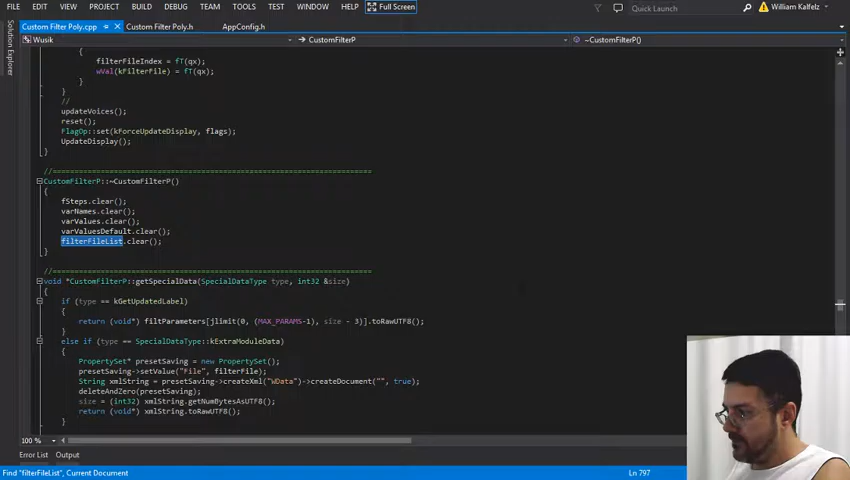 FILE EDIT VIEW PROJECT BUILD DEBUG TEAM TOOLS TEST WINDOW HELP Full Screen Quick Launch William Kalfelz
Custom Filter Poly.cpp Custom Filter Poly.h AppConfig.h
Solution Explorer
Wusik CustomFilterP ~CustomFilterP()
{
filterFileIndex = fT(qx);
wVal(kFilterFile) = fT(qx);
}
}
//
updateVoices();
reset();
FlagOp::set(kForceUpdateDisplay, flags);
UpdateDisplay();
}
//==========================================================================
CustomFilterP::~CustomFilterP()
{
fSteps.clear();
varNames.clear();
varValues.clear();
varValuesDefault.clear();
filterFileList.clear();
}
//==========================================================================
void *CustomFilterP::getSpecialData(SpecialDataType type, int32 &size)
{
if (type == kGetUpdatedLabel)
{
return (void*) filtParameters[jlimit(0, (MAX_PARAMS-1), size - 3)].toRawUTF8();
}
else if (type == SpecialDataType::kExtraModuleData)
{
PropertySet* presetSaving = new PropertySet();
presetSaving->setValue("File", filterFile);
String xmlString = presetSaving->createXml("WData")->createDocument("", true);
deleteAndZero(presetSaving);
size = (int32) xmlString.getNumBytesAsUTF8();
return (void*) xmlString.toRawUTF8();
}
100 %
Error List Output
Find "filterFileList", Current Document Ln 797